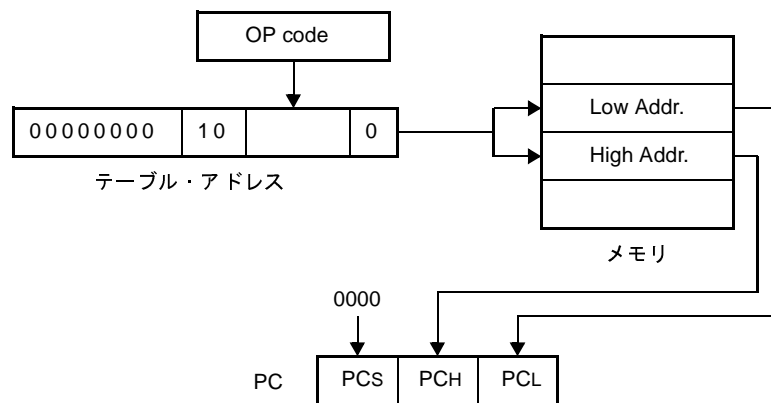 OP code
00000000 10 0
Low Addr.
High Addr.
テーブル・アドレス
メモリ
0000
PC PCS PCH PCL